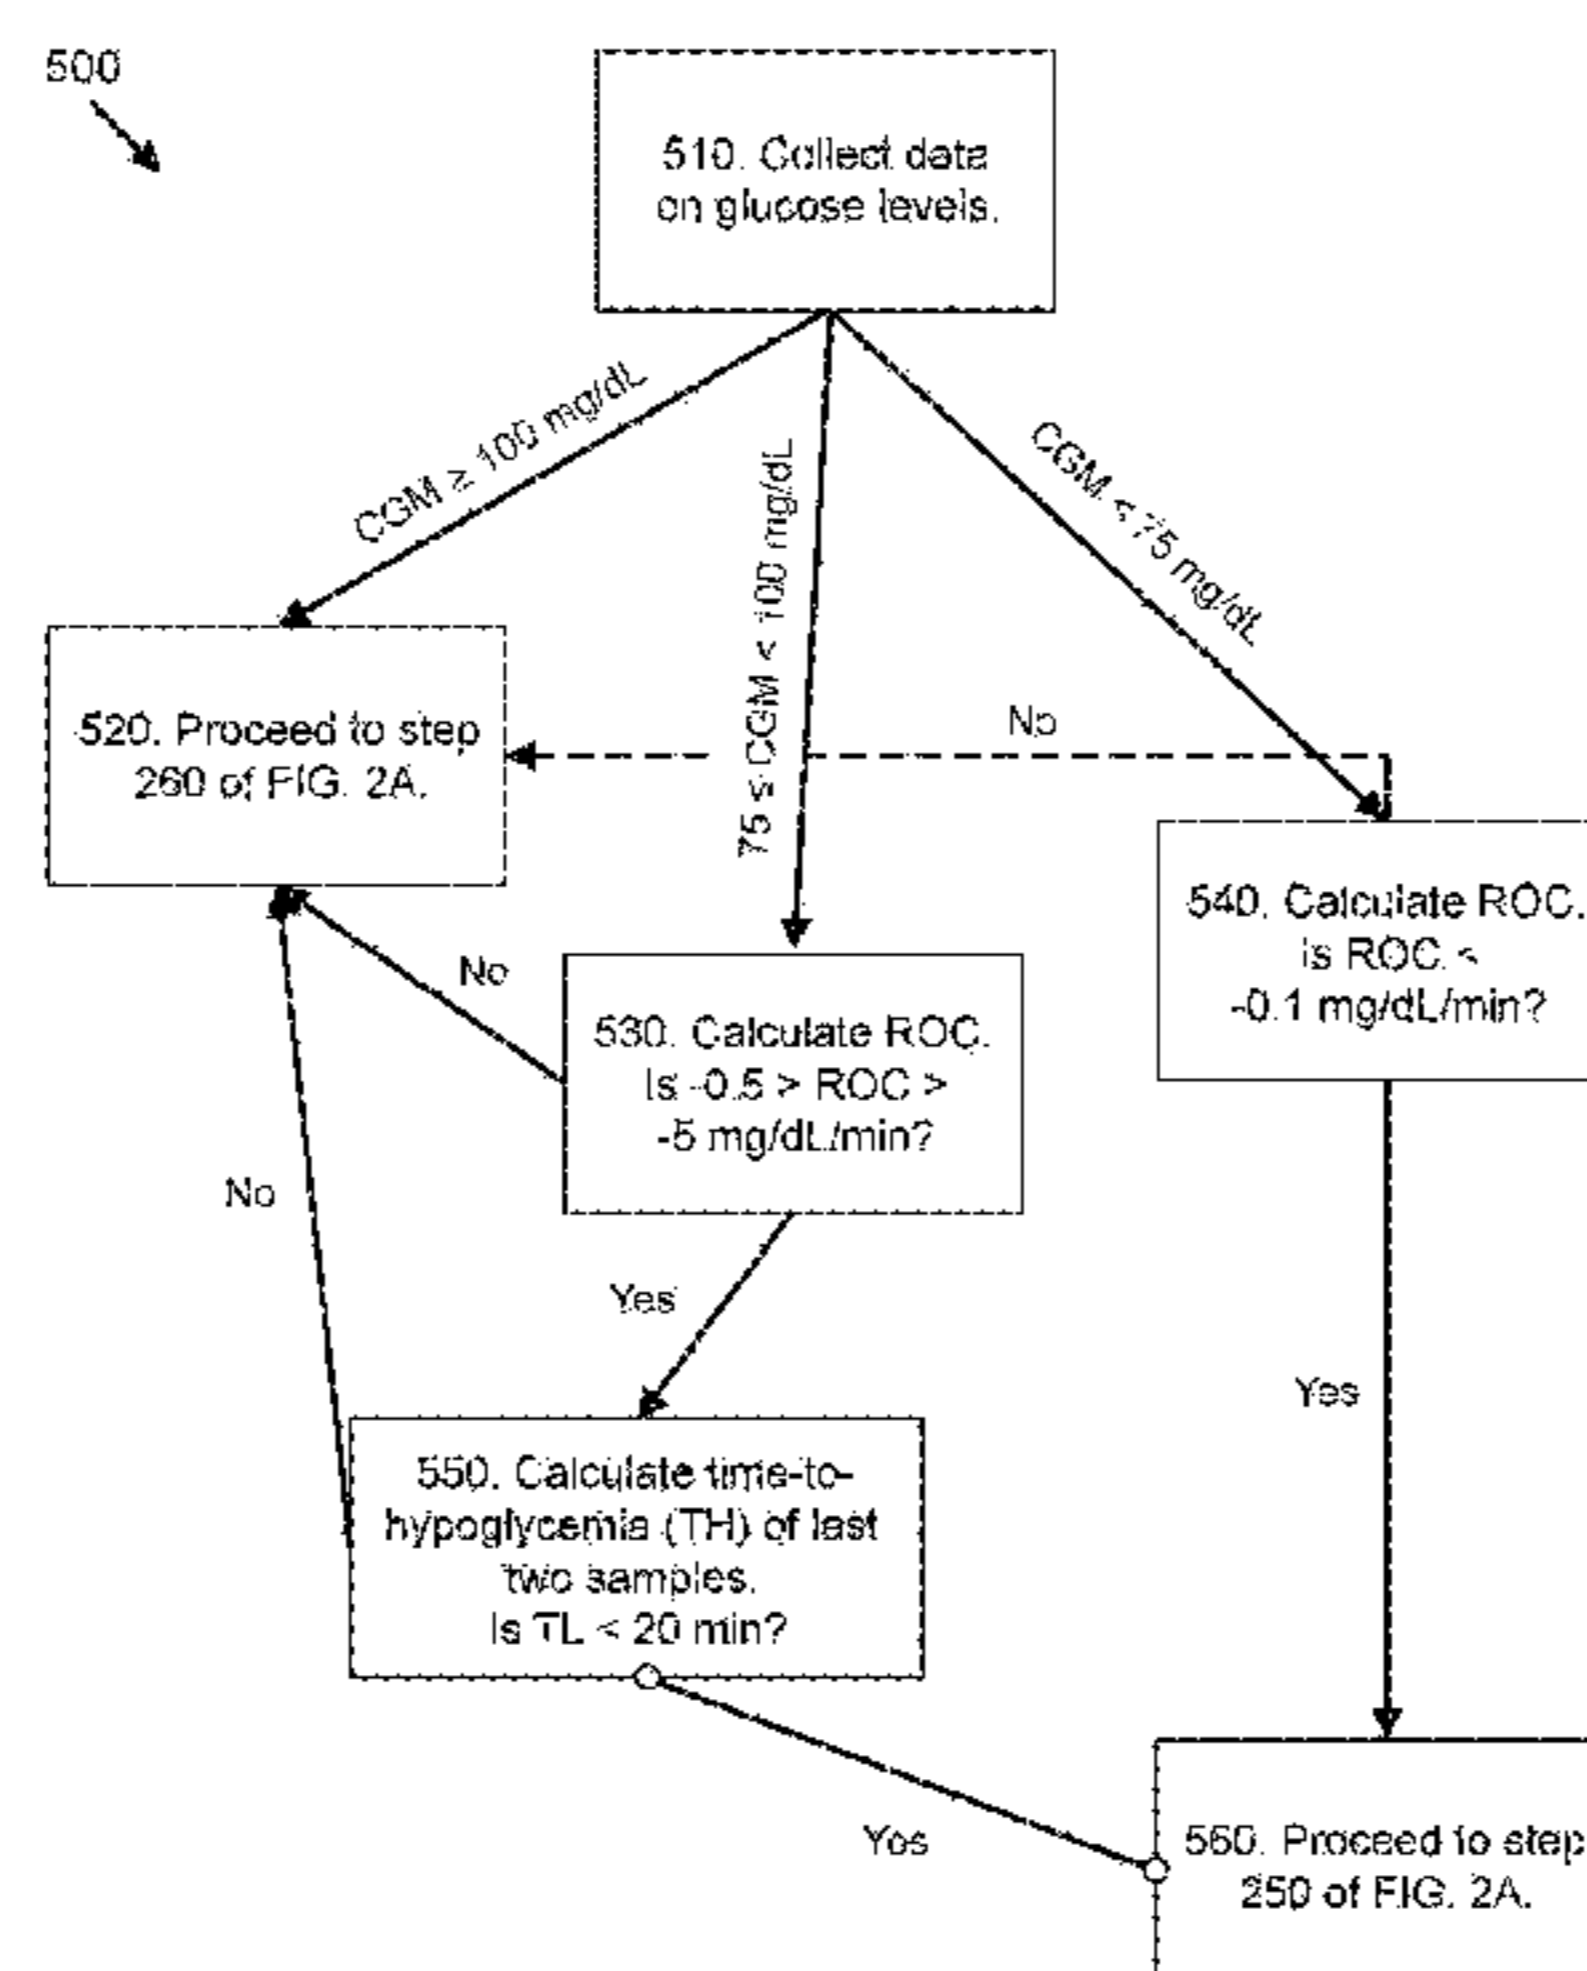 500
510. Collect data
on glucose levels.
CGM ≥ 100 mg/dL
75 ≤ CGM < 100 mg/dL
CGM < 75 mg/dL
520. Proceed to step
260 of FIG. 2A.
No
540. Calculate ROC.
Is ROC <
-0.1 mg/dL/min?
No
530. Calculate ROC.
Is -0.5 > ROC >
-5 mg/dL/min?
No
Yes
Yes
550. Calculate time-to-
hypoglycemia (TH) of last
two samples.
Is TL < 20 min?
Yes
560. Proceed to step
250 of FIG. 2A.